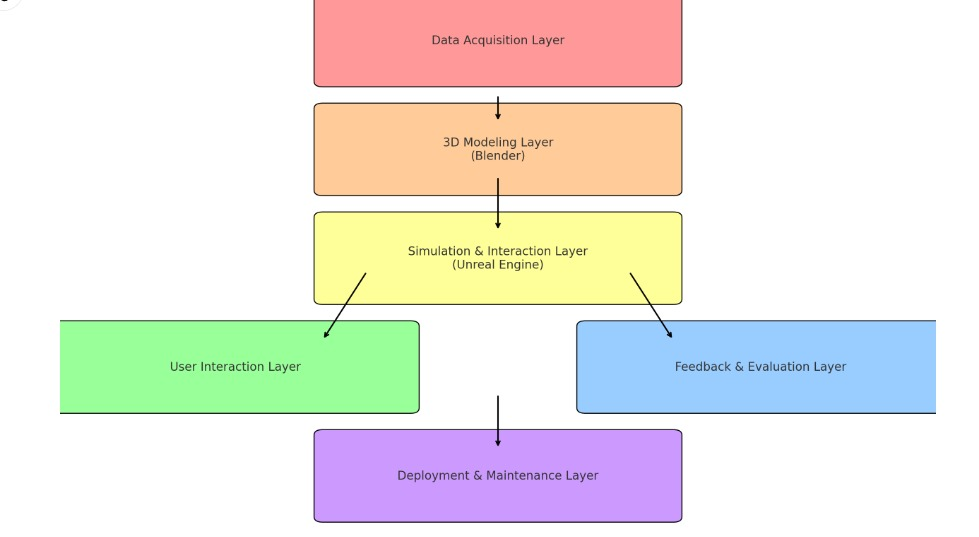 Data Acquisition Layer
3D Modeling Layer
(Blender)
Simulation & Interaction Layer
(Unreal Engine)
User Interaction Layer
Feedback & Evaluation Layer
Deployment & Maintenance Layer